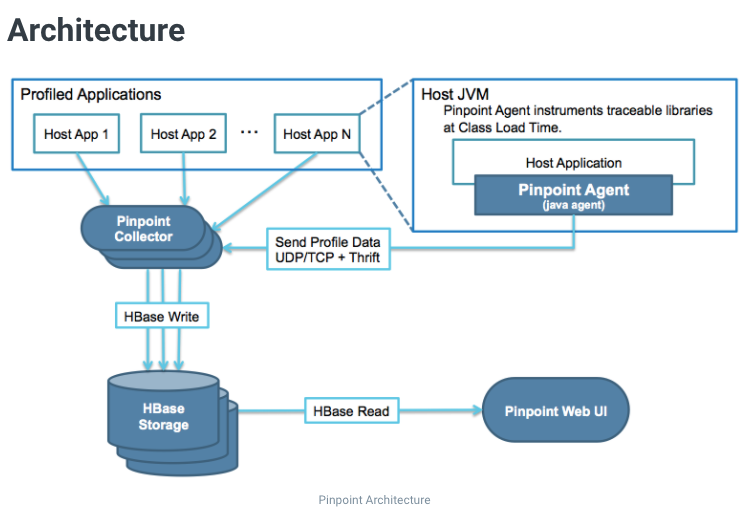 Architecture
Profiled Applications
Host App 1
Host App 2
...
Host App N
Host JVM
Pinpoint Agent instruments traceable libraries
at Class Load Time.
Host Application
Pinpoint Agent
(java agent)
Pinpoint
Collector
Send Profile Data
UDP/TCP + Thrift
HBase Write
HBase
Storage
HBase Read
Pinpoint Web UI
Pinpoint Architecture